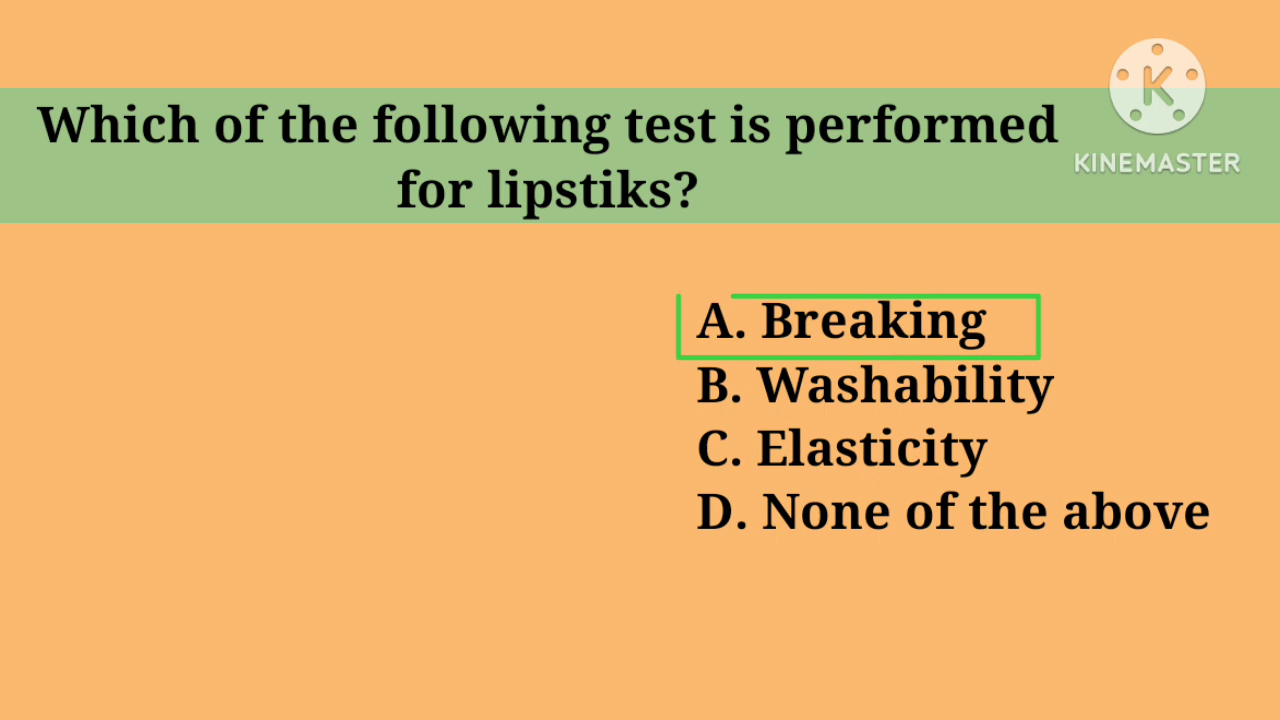 Which of the following test is performed
for lipstiks?
KINEMASTER
A. Breaking
B. Washability
C. Elasticity
D. None of the above